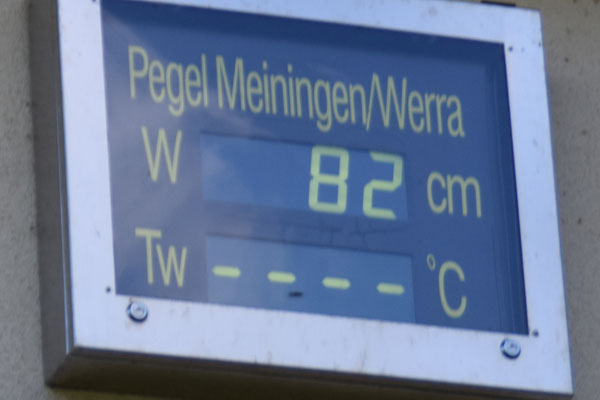 Pegel Meiningen/Werra
W 82 cm
Tw - - - - °C